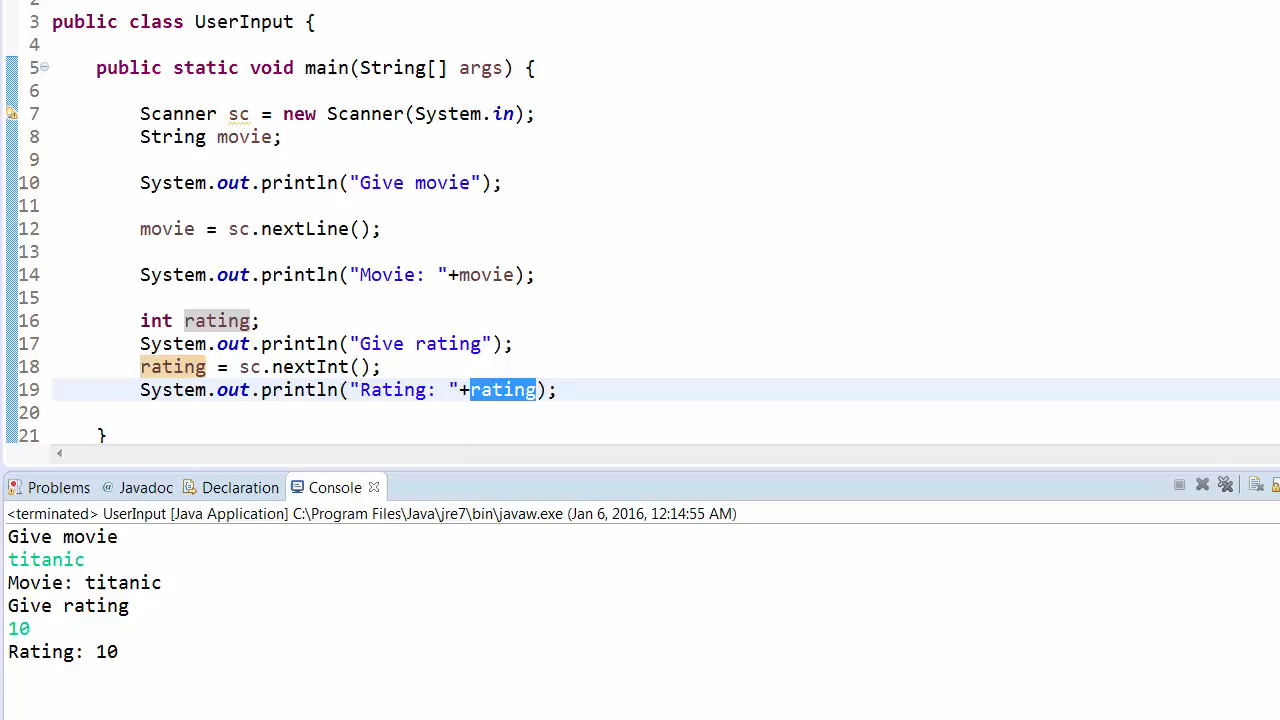 2
3 public class UserInput {
4
5 public static void main(String[] args) {
6
7 Scanner sc = new Scanner(System.in);
8 String movie;
9
10 System.out.println("Give movie");
11
12 movie = sc.nextLine();
13
14 System.out.println("Movie: "+movie);
15
16 int rating;
17 System.out.println("Give rating");
18 rating = sc.nextInt();
19 System.out.println("Rating: "+rating);
20
21 }
Problems @ Javadoc Declaration Console
<terminated> UserInput [Java Application] C:\Program Files\Java\jre7\bin\javaw.exe (Jan 6, 2016, 12:14:55 AM)
Give movie
titanic
Movie: titanic
Give rating
10
Rating: 10